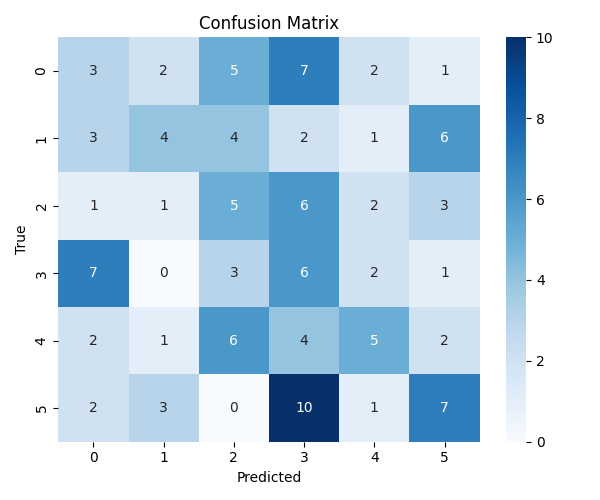 Confusion Matrix
True
0 3 2 5 7 2 1
1 3 4 4 2 1 6
2 1 1 5 6 2 3
3 7 0 3 6 2 1
4 2 1 6 4 5 2
5 2 3 0 10 1 7
0 1 2 3 4 5
Predicted
10
8
6
4
2
0